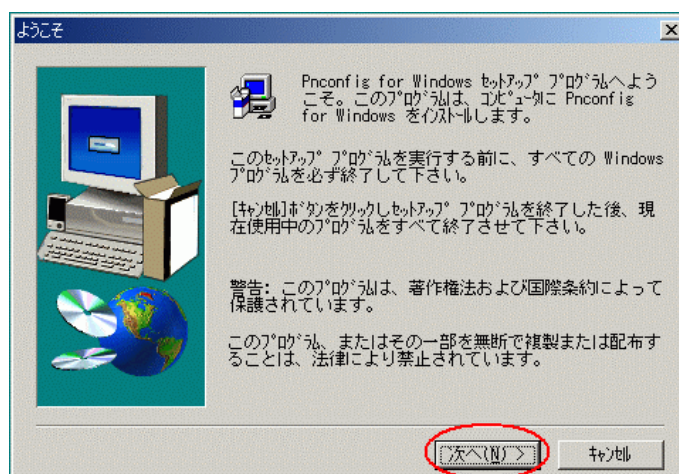 ようこそ
Pnconfig for Windows ｾｯﾄｱｯﾌﾟ ﾌﾟﾛｸﾞﾗﾑへよう
こそ。このﾌﾟﾛｸﾞﾗﾑは、ｺﾝﾋﾟｭｰﾀに Pnconfig
for Windows をｲﾝｽﾄｰﾙします。
このｾｯﾄｱｯﾌﾟ ﾌﾟﾛｸﾞﾗﾑを実行する前に、すべての Windows
ﾌﾟﾛｸﾞﾗﾑを必ず終了して下さい。
[ｷｬﾝｾﾙ]ﾎﾞﾀﾝをｸﾘｯｸしｾｯﾄｱｯﾌﾟ ﾌﾟﾛｸﾞﾗﾑを終了した後、現
在使用中のﾌﾟﾛｸﾞﾗﾑをすべて終了させて下さい。
警告: このﾌﾟﾛｸﾞﾗﾑは、著作権法および国際条約によって
保護されています。
このﾌﾟﾛｸﾞﾗﾑ、またはその一部を無断で複製または配布す
ることは、法律により禁止されています。
次へ(N) >
ｷｬﾝｾﾙ